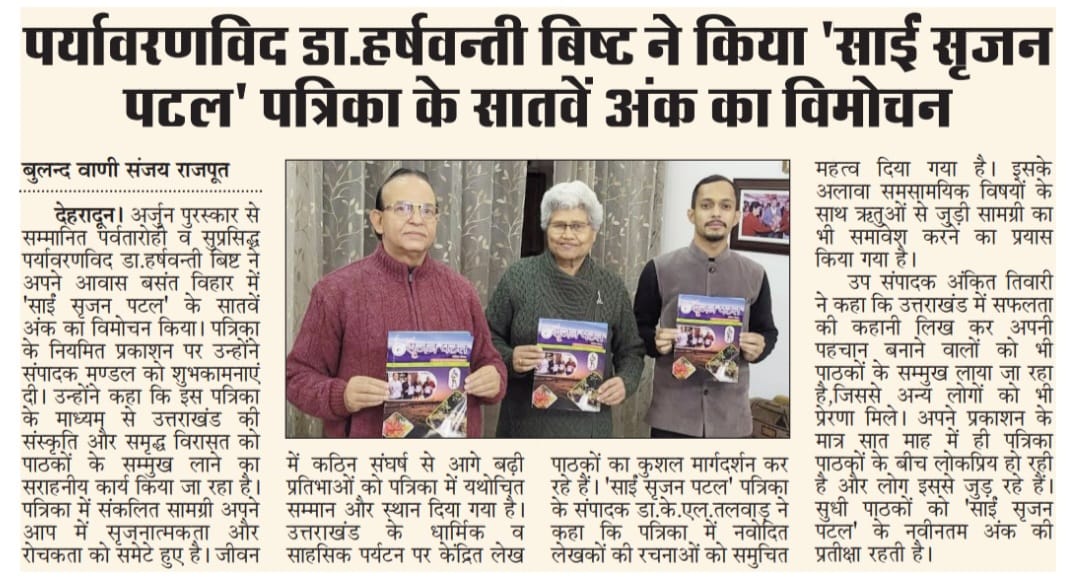 पर्यावरणविद डा.हर्षवन्ती बिष्ट ने किया 'साईं सृजन
पटल' पत्रिका के सातवें अंक का विमोचन
बुलन्द वाणी संजय राजपूत
देहरादून। अर्जुन पुरस्कार से
सम्मानित पर्वतारोही व सुप्रसिद्ध
पर्यावरणविद डा.हर्षवन्ती बिष्ट ने
अपने आवास बसंत विहार में
'साईं सृजन पटल' के सातवें
अंक का विमोचन किया। पत्रिका
के नियमित प्रकाशन पर उन्होंने
संपादक मण्डल को शुभकामनाएं
दी। उन्होंने कहा कि इस पत्रिका
के माध्यम से उत्तराखंड की
संस्कृति और समृद्ध विरासत को
पाठकों के सम्मुख लाने का
सराहनीय कार्य किया जा रहा है।
पत्रिका में संकलित सामग्री अपने
आप में सृजनात्मकता और
रोचकता को समेटे हुए है। जीवन
सृजन पटल
सृजन पटल
सृजन पटल
में कठिन संघर्ष से आगे बढ़ी
प्रतिभाओं को पत्रिका में यथोचित
सम्मान और स्थान दिया गया है।
उत्तराखंड के धार्मिक व
साहसिक पर्यटन पर केंद्रित लेख
पाठकों का कुशल मार्गदर्शन कर
रहे हैं। 'साईं सृजन पटल' पत्रिका
के संपादक डा.के.एल.तलवाड़ ने
कहा कि पत्रिका में नवोदित
लेखकों की रचनाओं को समुचित
महत्व दिया गया है। इसके
अलावा समसामयिक विषयों के
साथ ऋतुओं से जुड़ी सामग्री का
भी समावेश करने का प्रयास
किया गया है।
उप संपादक अंकित तिवारी
ने कहा कि उत्तराखंड में सफलता
की कहानी लिख कर अपनी
पहचान बनाने वालों को भी
पाठकों के सम्मुख लाया जा रहा
है,जिससे अन्य लोगों को भी
प्रेरणा मिले। अपने प्रकाशन के
मात्र सात माह में ही पत्रिका
पाठकों के बीच लोकप्रिय हो रही
है और लोग इससे जुड़ रहे हैं।
सुधी पाठकों को 'साईं सृजन
पटल' के नवीनतम अंक की
प्रतीक्षा रहती है।